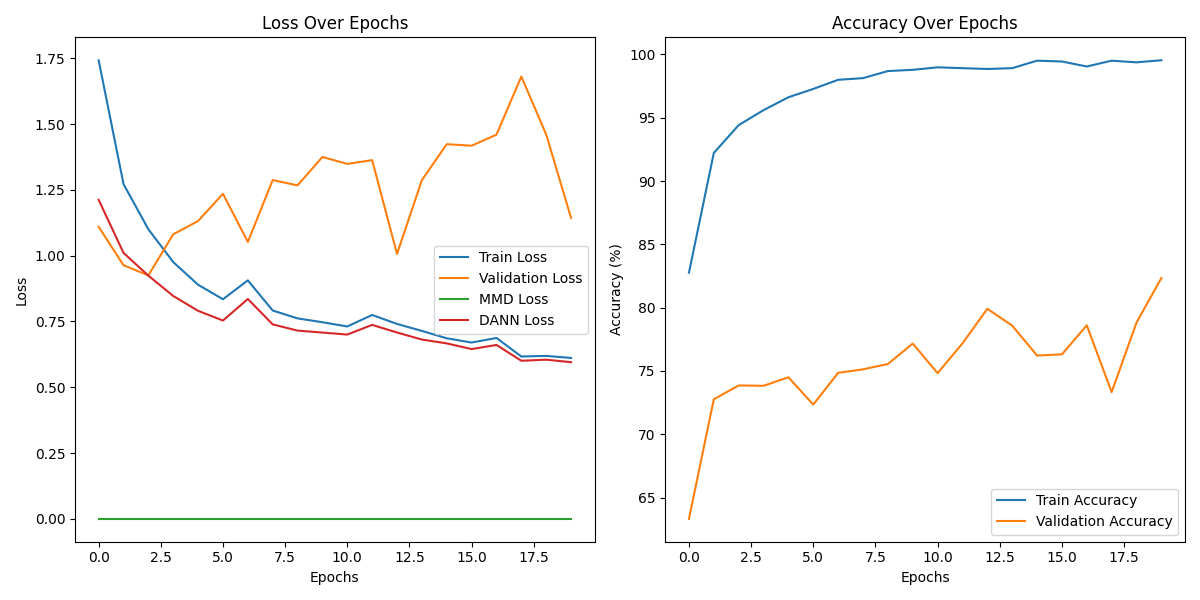 Loss Over Epochs
Loss
1.75
1.50
1.25
1.00
0.75
0.50
0.25
0.00
0.0 2.5 5.0 7.5 10.0 12.5 15.0 17.5
Epochs
Train Loss
Validation Loss
MMD Loss
DANN Loss
Accuracy Over Epochs
Accuracy (%)
100
95
90
85
80
75
70
65
0.0 2.5 5.0 7.5 10.0 12.5 15.0 17.5
Epochs
Train Accuracy
Validation Accuracy